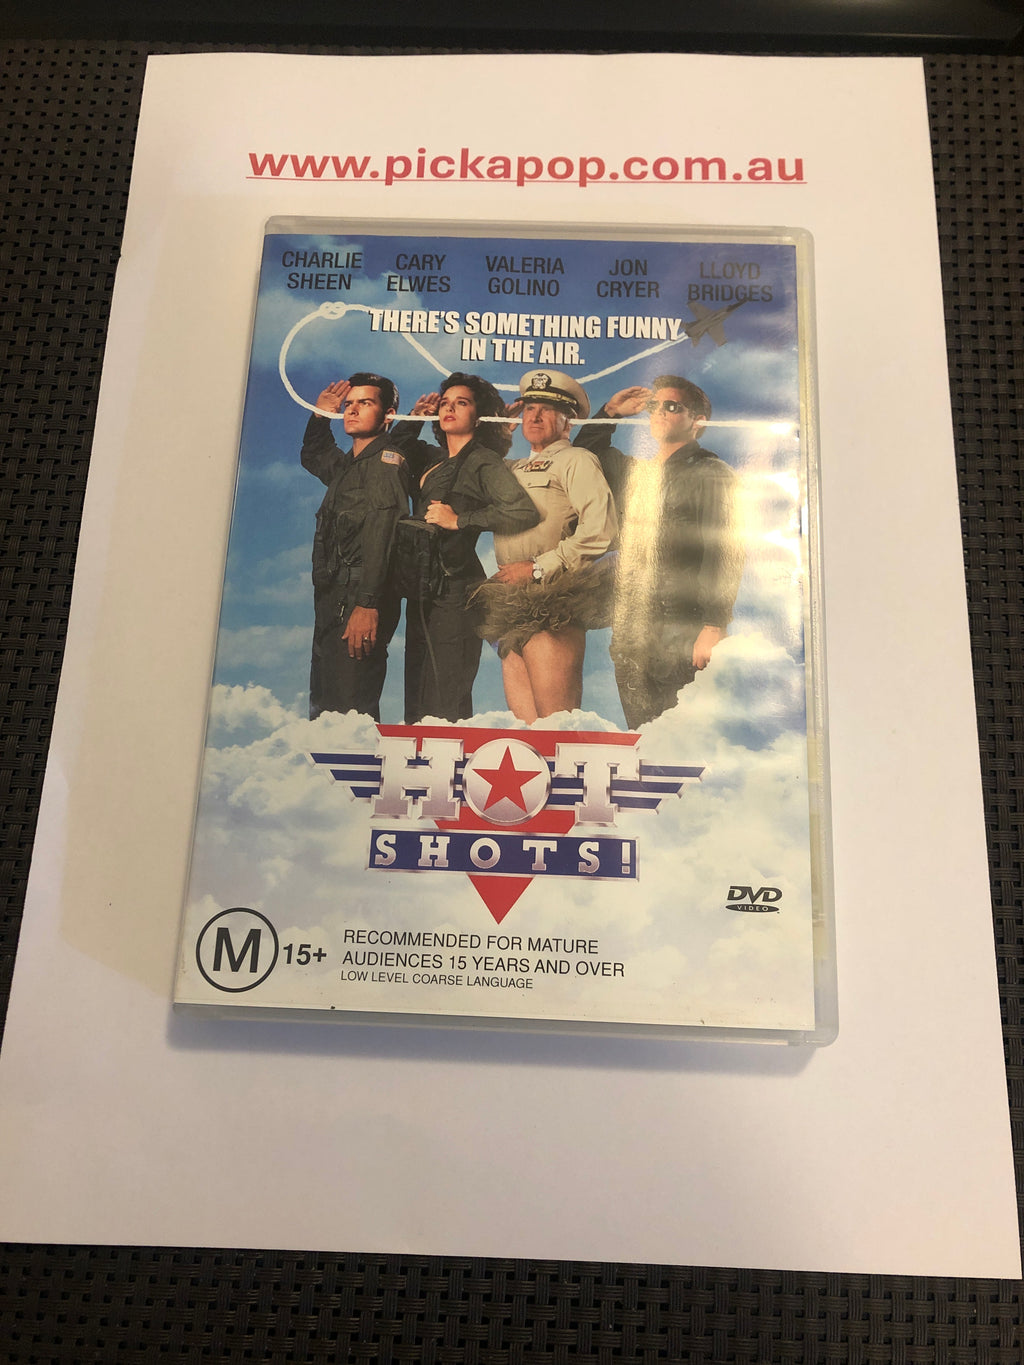 www.pickapop.com.au
CHARLIE SHEEN
CARY ELWES
VALERIA GOLINO
JON CRYER
LLOYD BRIDGES
THERE'S SOMETHING FUNNY
IN THE AIR.
HOT
SHOTS!
DVD
VIDEO
M 15+
RECOMMENDED FOR MATURE
AUDIENCES 15 YEARS AND OVER
LOW LEVEL COARSE LANGUAGE